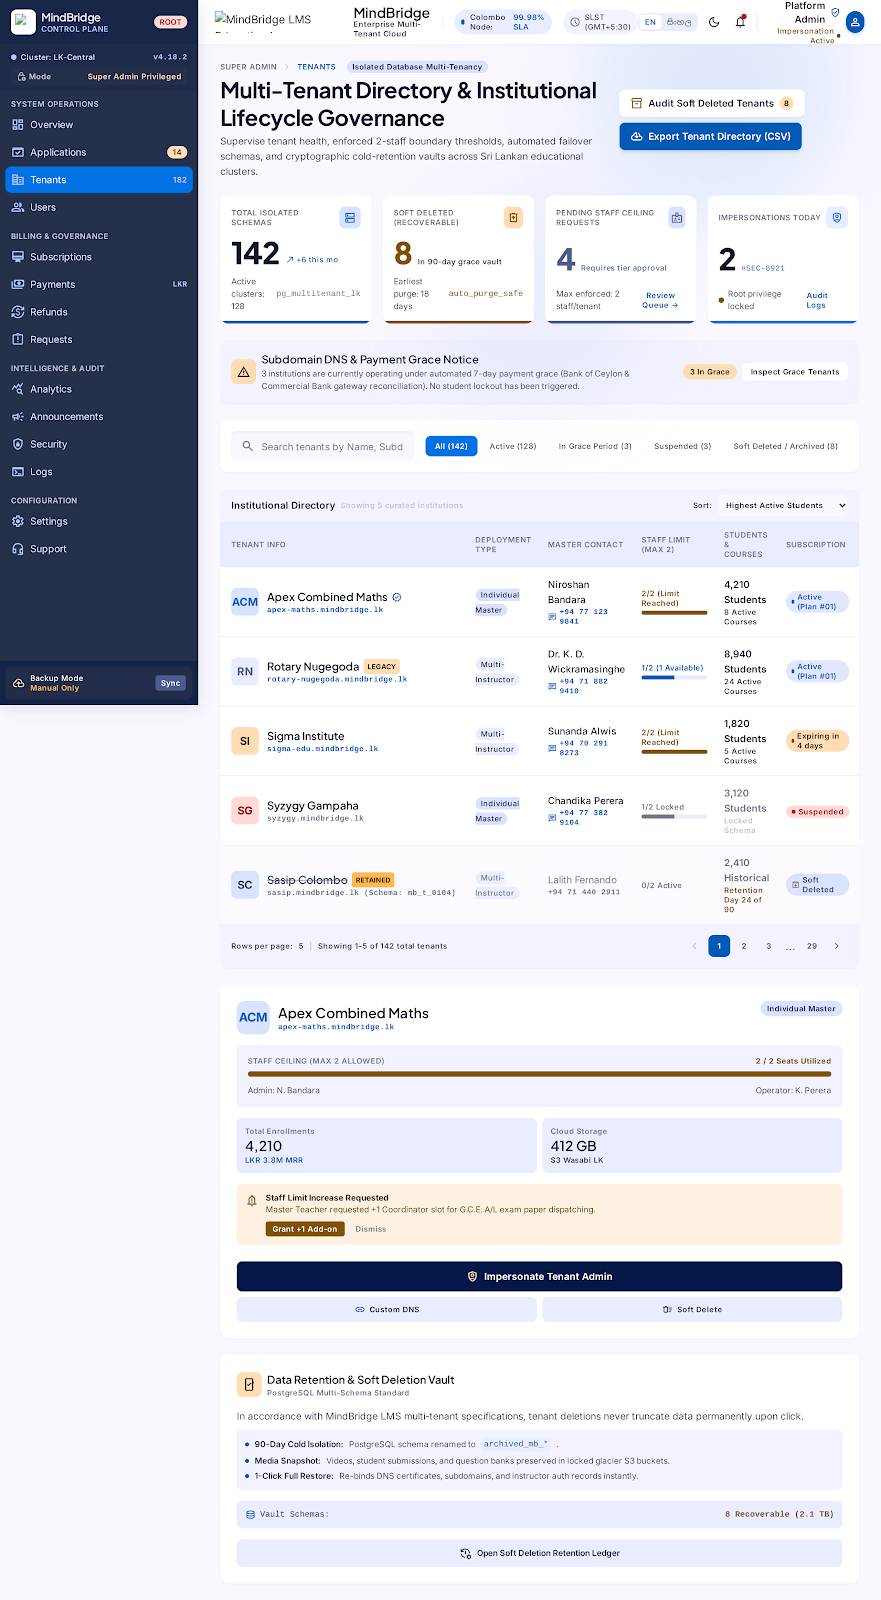 MindBridge
CONTROL PLANE
ROOT
Cluster: LK-Central
v4.18.2
Mode
Super Admin Privileged
SYSTEM OPERATIONS
Overview
Applications
14
Tenants
182
Users
BILLING & GOVERNANCE
Subscriptions
Payments
LKR
Refunds
Requests
INTELLIGENCE & AUDIT
Analytics
Announcements
Security
Logs
CONFIGURATION
Settings
Support
Backup Mode
Manual Only
Sync
MindBridge LMS
MindBridge
Enterprise Multi-
Tenant Cloud
Colombo
Node:
99.98%
SLA
SLST
(GMT+5:30)
EN
සිංහල
Platform
Admin
Impersonation
Active
SUPER ADMIN
TENANTS
Isolated Database Multi-Tenancy
Multi-Tenant Directory & Institutional
Lifecycle Governance
Supervise tenant health, enforced 2-staff boundary thresholds, automated failover
schemas, and cryptographic cold-retention vaults across Sri Lankan educational
clusters.
Audit Soft Deleted Tenants
8
Export Tenant Directory (CSV)
TOTAL ISOLATED
SCHEMAS
142
+6 this mo
Active
clusters:
128
pg_multitenant_lk
SOFT DELETED
(RECOVERABLE)
8
In 90-day grace vault
Earliest
purge: 18
days
auto_purge_safe
PENDING STAFF CEILING
REQUESTS
4
Requires tier approval
Max enforced: 2
staff/tenant
Review
Queue →
IMPERSONATIONS TODAY
2
#SEC-8921
Root privilege
locked
Audit
Logs
Subdomain DNS & Payment Grace Notice
3 institutions are currently operating under automated 7-day payment grace (Bank of Ceylon &
Commercial Bank gateway reconciliation). No student lockout has been triggered.
3 In Grace
Inspect Grace Tenants
Search tenants by Name, Subd
All (142)
Active (128)
In Grace Period (3)
Suspended (3)
Soft Deleted / Archived (8)
Institutional Directory
Showing 5 curated institutions
Sort:
Highest Active Students
TENANT INFO
DEPLOYMENT
TYPE
MASTER CONTACT
STAFF LIMIT
(MAX 2)
STUDENTS
&
COURSES
SUBSCRIPTION
ACM
Apex Combined Maths
apex-maths.mindbridge.lk
Individual
Master
Niroshan
Bandara
+94 77 123
9841
2/2 (Limit
Reached)
4,210
Students
8 Active
Courses
Active
(Plan #01)
RN
Rotary Nugegoda
LEGACY
rotary-nugegoda.mindbridge.lk
Multi-
Instructor
Dr. K. D.
Wickramasinghe
+94 71 882
9410
1/2 (1 Available)
8,940
Students
24 Active
Courses
Active
(Plan #01)
SI
Sigma Institute
sigma-edu.mindbridge.lk
Multi-
Instructor
Sunanda Alwis
+94 70 291
8273
2/2 (Limit
Reached)
1,820
Students
5 Active
Courses
Expiring in
4 days
SG
Syzygy Gampaha
syzygy.mindbridge.lk
Individual
Master
Chandika Perera
+94 77 382
9104
1/2 Locked
3,120
Students
Locked
Schema
Suspended
SC
Sasip Colombo
RETAINED
sasip.mindbridge.lk (Schema: mb_t_0104)
Multi-
Instructor
Lalith Fernando
+94 71 440 2911
0/2 Active
2,410
Historical
Retention
Day 24 of
90
Soft
Deleted
Rows per page: 5 | Showing 1-5 of 142 total tenants
1
2
3
...
29
ACM
Apex Combined Maths
apex-maths.mindbridge.lk
Individual Master
STAFF CEILING (MAX 2 ALLOWED)
2 / 2 Seats Utilized
Admin: N. Bandara
Operator: K. Perera
Total Enrollments
4,210
LKR 3.8M MRR
Cloud Storage
412 GB
S3 Wasabi LK
Staff Limit Increase Requested
Master Teacher requested +1 Coordinator slot for G.C.E. A/L exam paper dispatching.
Grant +1 Add-on
Dismiss
Impersonate Tenant Admin
Custom DNS
Soft Delete
Data Retention & Soft Deletion Vault
PostgreSQL Multi-Schema Standard
In accordance with MindBridge LMS multi-tenant specifications, tenant deletions never truncate data permanently upon click.
90-Day Cold Isolation: PostgreSQL schema renamed to archived_mb_* .
Media Snapshot: Videos, student submissions, and question banks preserved in locked glacier S3 buckets.
1-Click Full Restore: Re-binds DNS certificates, subdomains, and instructor auth records instantly.
Vault Schemas:
8 Recoverable (2.1 TB)
Open Soft Deletion Retention Ledger